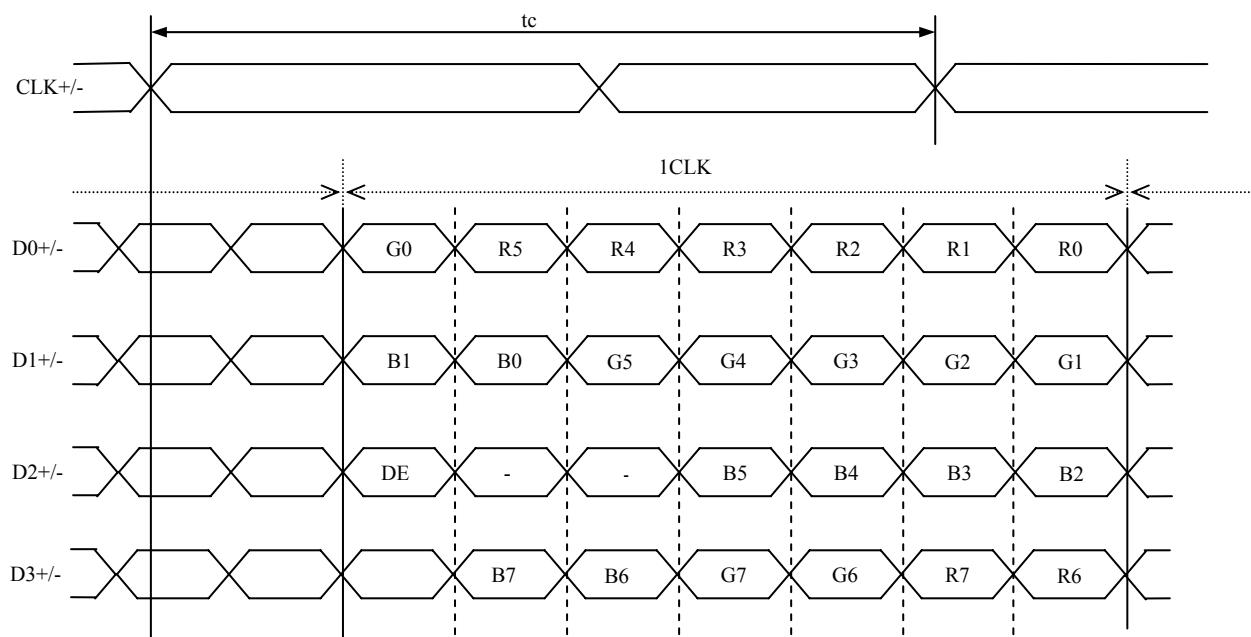 tc
CLK+/-
1CLK
D0+/- G0 R5 R4 R3 R2 R1 R0
D1+/- B1 B0 G5 G4 G3 G2 G1
D2+/- DE - - B5 B4 B3 B2
D3+/- B7 B6 G7 G6 R7 R6